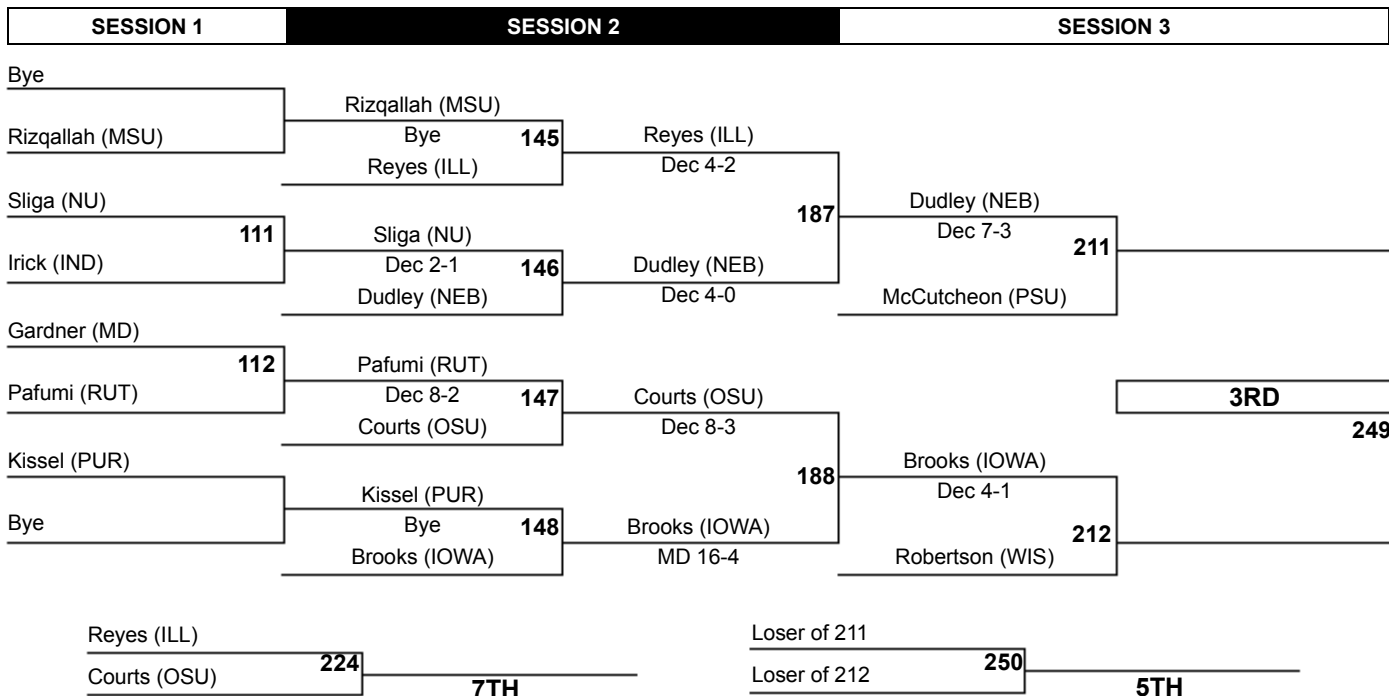 SESSION 1 SESSION 2 SESSION 3
Bye
Rizqallah (MSU)
Rizqallah (MSU)
Bye 145
Reyes (ILL)
Reyes (ILL)
Dec 4-2
Sliga (NU)
111
Irick (IND)
Sliga (NU)
Dec 2-1 146
Dudley (NEB)
Dudley (NEB)
Dec 4-0
187
Dudley (NEB)
Dec 7-3
211
McCutcheon (PSU)
Gardner (MD)
112
Pafumi (RUT)
Pafumi (RUT)
Dec 8-2 147
Courts (OSU)
Courts (OSU)
Dec 8-3
3RD
249
Kissel (PUR)
Bye
Kissel (PUR)
Bye 148
Brooks (IOWA)
Brooks (IOWA)
MD 16-4
188
Brooks (IOWA)
Dec 4-1
212
Robertson (WIS)
Reyes (ILL)
224
Courts (OSU)
7TH
Loser of 211
250
Loser of 212
5TH